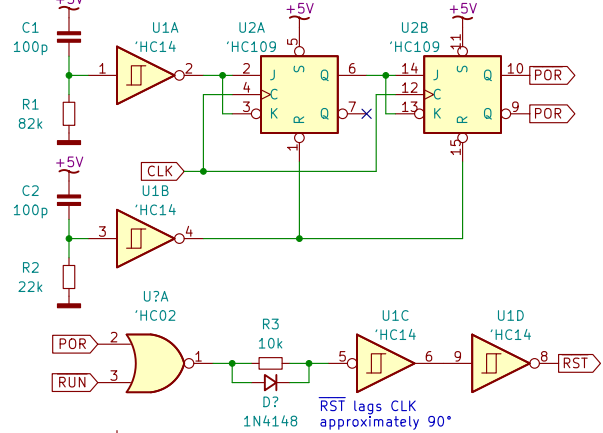 +5V
C1
100p
R1
82k
1
U1A
'HC14
2
U2A
'HC109
+5V
5
2
J
S
Q
6
4
C
3
K
R
Q
7
1
U2B
'HC109
+5V
11
14
J
S
Q
10
POR
12
C
13
K
R
Q
9
POR
15
CLK
+5V
C2
100p
R2
22k
3
U1B
'HC14
4
U?A
'HC02
POR
2
RUN
3
1
R3
10k
D?
1N4148
U1C
'HC14
5
6
U1D
'HC14
9
8
RST
RST lags CLK
approximately 90°